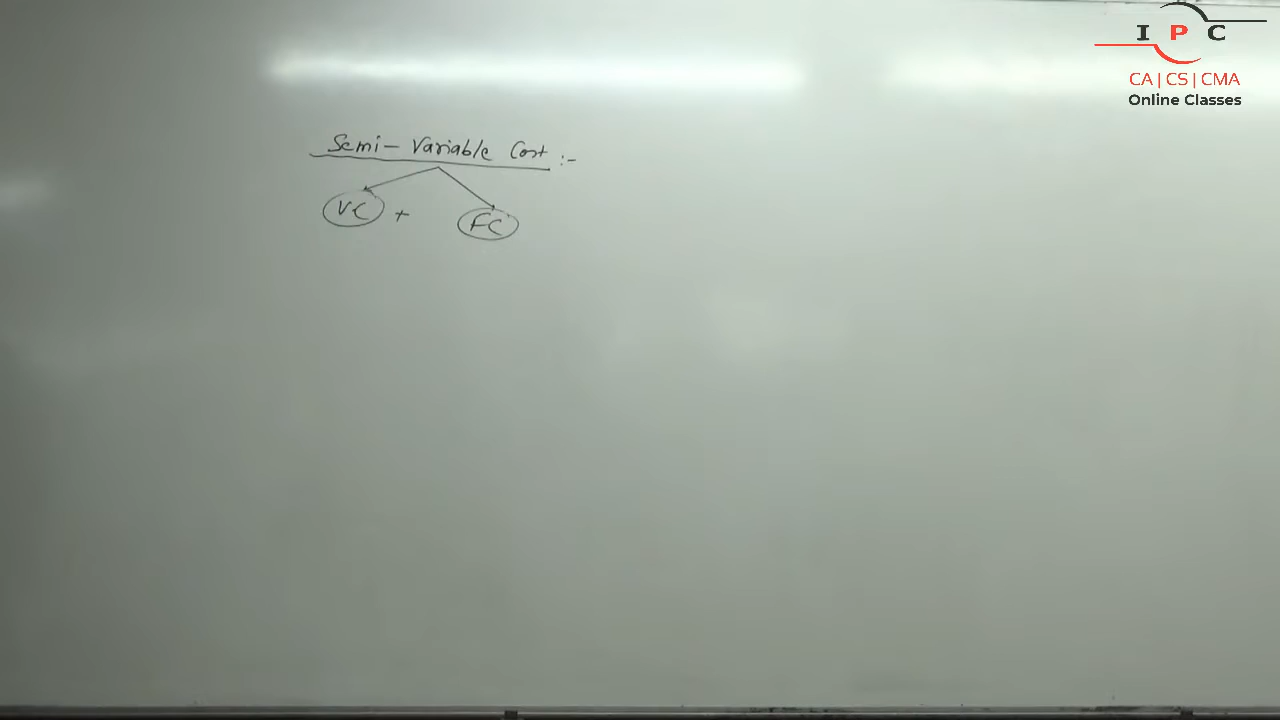 I P C
CA | CS | CMA
Online Classes
Semi-Variable Cost :-
VC + FC